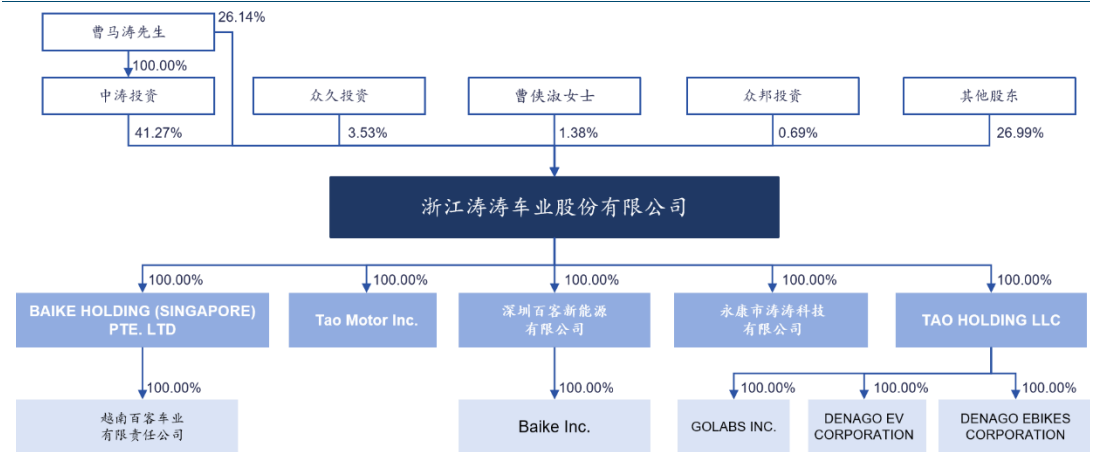 26.14%
曹马涛先生
100.00%
中涛投资
众久投资
曹侠淑女士
众邦投资
其他股东
41.27%
3.53%
1.38%
0.69%
26.99%
浙江涛涛车业股份有限公司
100.00%
100.00%
100.00%
100.00%
100.00%
BAIKE HOLDING (SINGAPORE)
PTE. LTD
Tao Motor Inc.
深圳百客新能源
有限公司
永康市涛涛科技
有限公司
TAO HOLDING LLC
100.00%
100.00%
100.00%
100.00%
100.00%
越南百客车业
有限责任公司
Baike Inc.
GOLABS INC.
DENAGO EV
CORPORATION
DENAGO EBIKES
CORPORATION